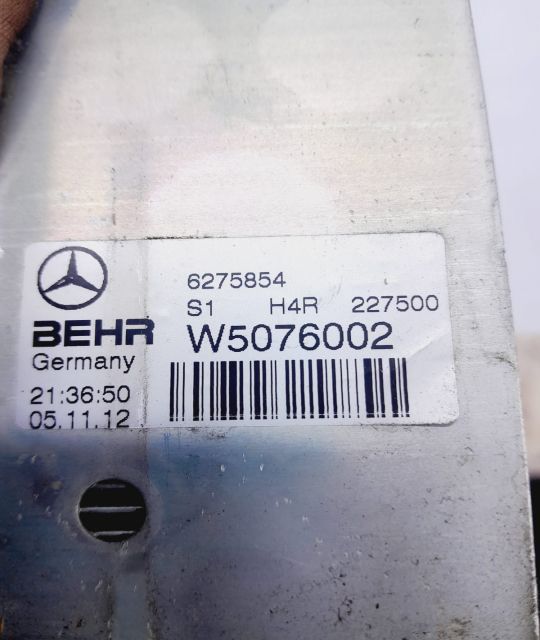 6275854
S1 H4R 227500
BEHR W5076002
Germany
21:36:50
05.11.12